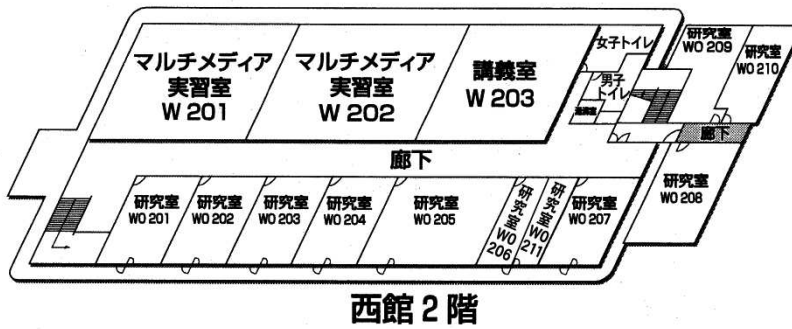 マルチメディア
実習室
W 201
マルチメディア
実習室
W 202
講義室
W 203
女子トイレ
男子
トイレ
研究室
WO 209
研究室
WO 210
廊下
廊下
研究室
WO 201
研究室
WO 202
研究室
WO 203
研究室
WO 204
研究室
WO 205
研究室
WO
206
研究室
WO
211
研究室
WO 207
研究室
WO 208
西館 2 階